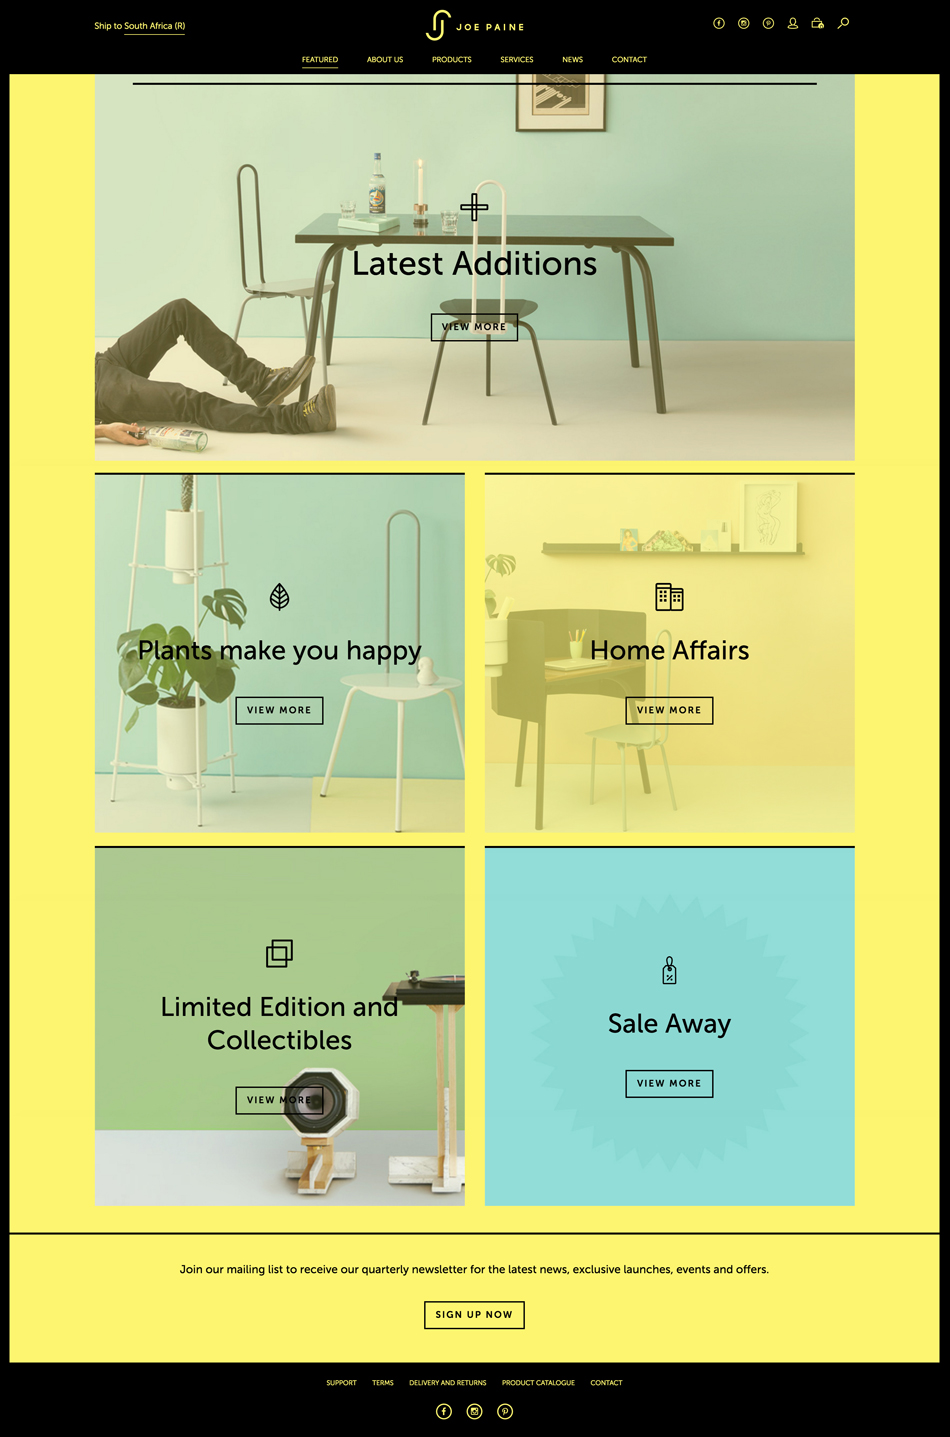 Ship to South Africa (R)
JOE PAINE
FEATURED ABOUT US PRODUCTS SERVICES NEWS CONTACT
Latest Additions
VIEW MORE
Plants make you happy
VIEW MORE
Home Affairs
VIEW MORE
Limited Edition and
Collectibles
VIEW MORE
Sale Away
VIEW MORE
Join our mailing list to receive our quarterly newsletter for the latest news, exclusive launches, events and offers.
SIGN UP NOW
SUPPORT TERMS DELIVERY AND RETURNS PRODUCT CATALOGUE CONTACT